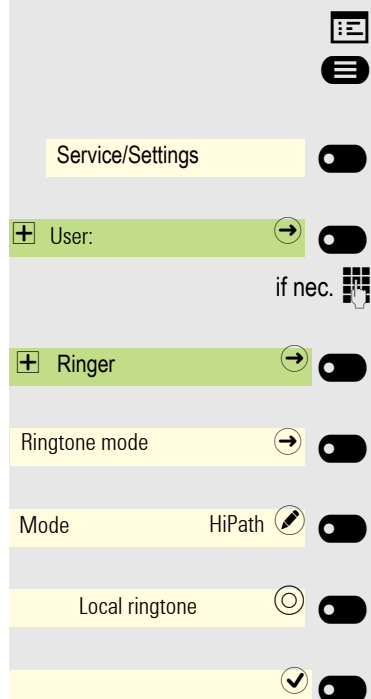 Service/Settings
User:
if nec.
Ringer
Ringtone mode
Mode HiPath
Local ringtone